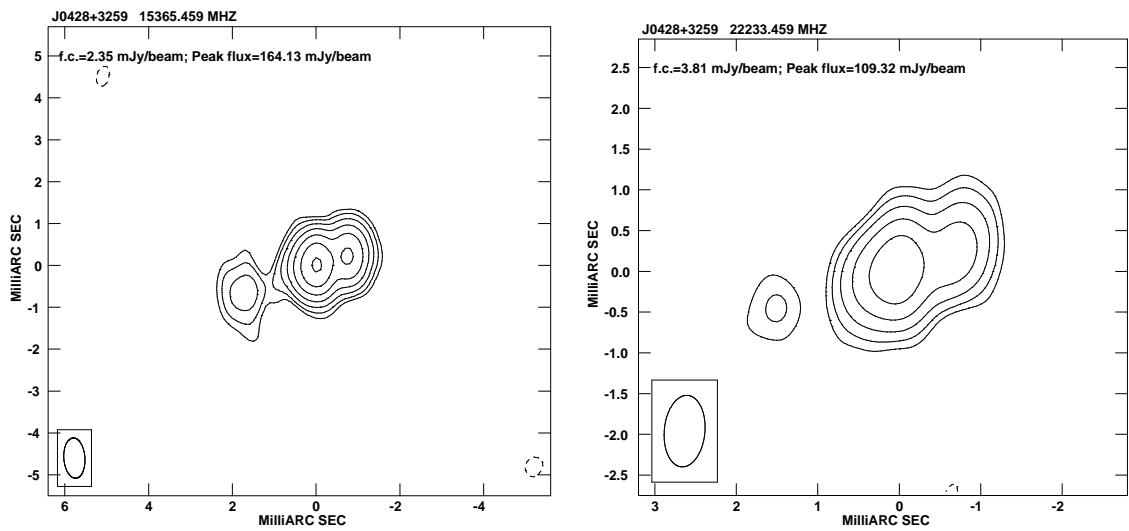 J0428+3259 15365.459 MHZ
f.c.=2.35 mJy/beam; Peak flux=164.13 mJy/beam
MilliARC SEC
5
4
3
2
1
0
-1
-2
-3
-4
-5
6 4 2 0 -2 -4
MilliARC SEC
J0428+3259 22233.459 MHZ
f.c.=3.81 mJy/beam; Peak flux=109.32 mJy/beam
MilliARC SEC
2.5
2.0
1.5
1.0
0.5
0.0
-0.5
-1.0
-1.5
-2.0
-2.5
3 2 1 0 -1 -2
MilliARC SEC